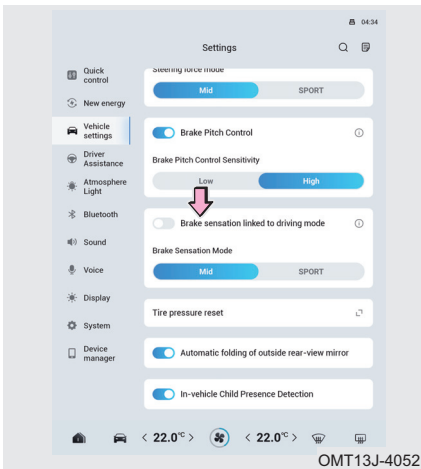 04:34
Settings
Quick
control
New energy
Vehicle
settings
Driver
Assistance
Atmosphere
Light
Bluetooth
Sound
Voice
Display
System
Device
manager
Steering force mode
Mid SPORT
Brake Pitch Control
Brake Pitch Control Sensitivity
Low High
Brake sensation linked to driving mode
Brake Sensation Mode
Mid SPORT
Tire pressure reset
Automatic folding of outside rear-view mirror
In-vehicle Child Presence Detection
< 22.0°C > < 22.0°C >
OMT13J-4052